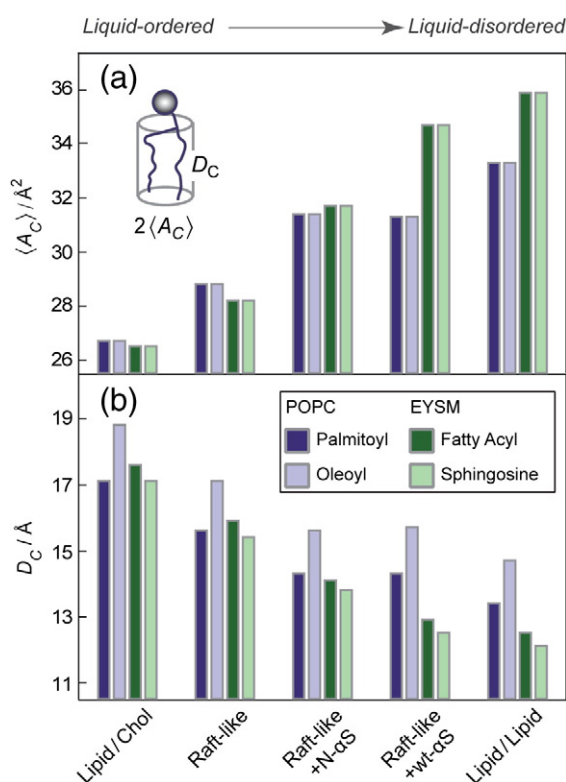 Liquid-ordered
Liquid-disordered
(a)
D_C
2⟨A_C⟩
⟨A_C⟩/Å²
36
34
32
30
28
26
(b)
POPC
EYSM
Palmitoyl
Fatty Acyl
Oleoyl
Sphingosine
D_C / Å
19
17
15
13
11
Lipid / Chol
Raft-like
Raft-like
+N-αS
Raft-like
+wt-αS
Lipid / Lipid